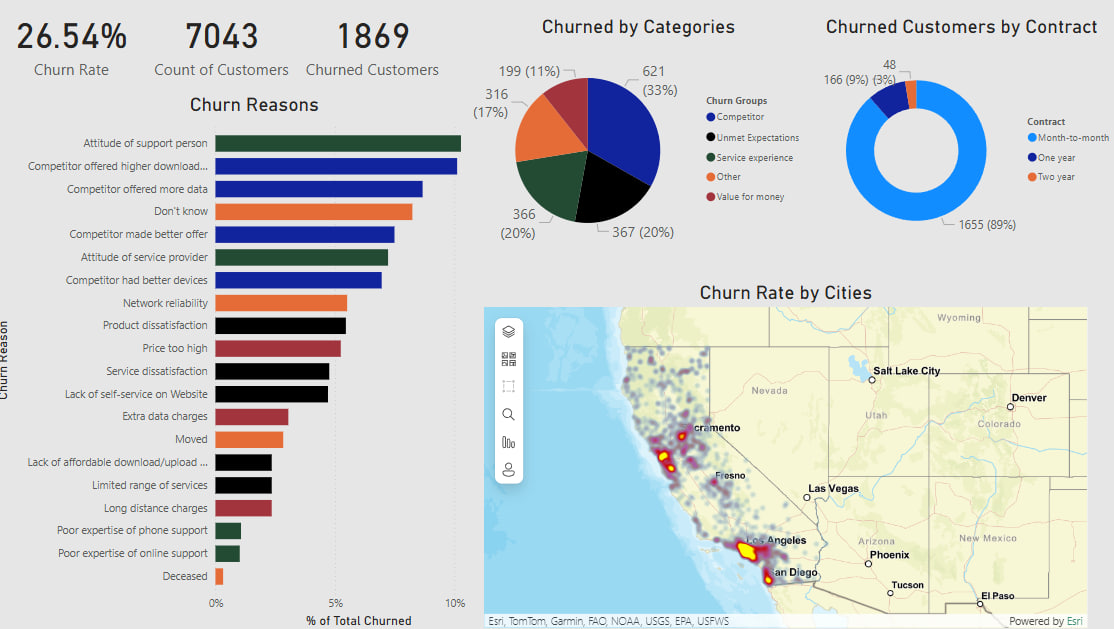 26.54%
Churn Rate
7043
Count of Customers
1869
Churned Customers
Churn Reasons
Churn Reason
Attitude of support person
Competitor offered higher download...
Competitor offered more data
Don't know
Competitor made better offer
Attitude of service provider
Competitor had better devices
Network reliability
Product dissatisfaction
Price too high
Service dissatisfaction
Lack of self-service on Website
Extra data charges
Moved
Lack of affordable download/upload ...
Limited range of services
Long distance charges
Poor expertise of phone support
Poor expertise of online support
Deceased
0%
5%
10%
% of Total Churned
Churned by Categories
199 (11%)
621
(33%)
316
(17%)
366
(20%)
367 (20%)
Churn Groups
Competitor
Unmet Expectations
Service experience
Other
Value for money
Churned Customers by Contract
48
(3%)
166 (9%)
1655 (89%)
Contract
Month-to-month
One year
Two year
Churn Rate by Cities
Wyoming
Salt Lake City
Nevada
Denver
Utah
Colorado
cramento
Fresno
Las Vegas
Los Angeles
Arizona
New Mexico
Phoenix
an Diego
Tucson
El Paso
Esri, TomTom, Garmin, FAO, NOAA, USGS, EPA, USFWS
Powered by Esri